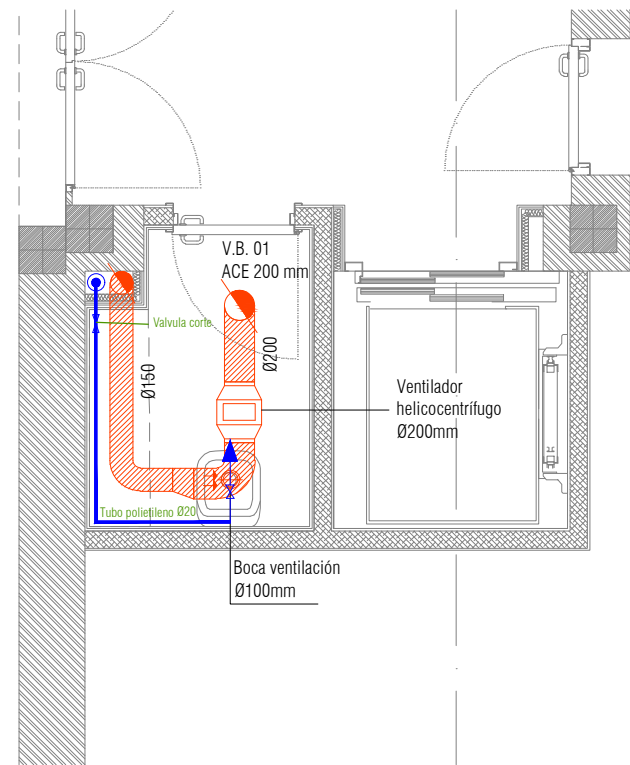 V.B. 01
ACE 200 mm
Valvula corte
Ø150
Ø200
Ventilador
helicocentrífugo
Ø200mm
Tubo polietileno Ø20
Boca ventilación
Ø100mm